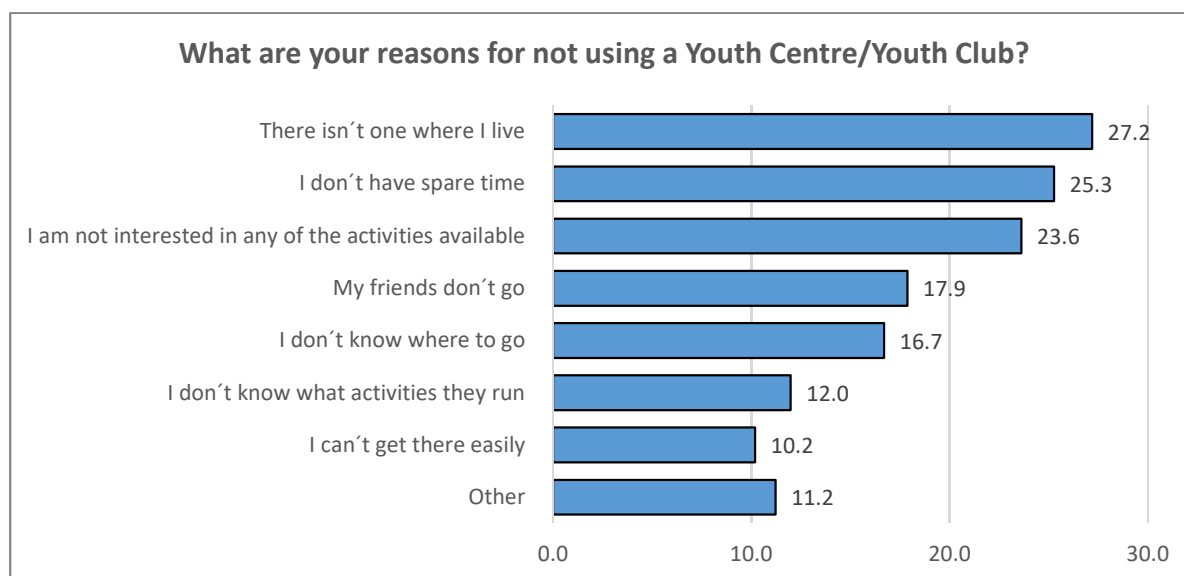 What are your reasons for not using a Youth Centre/Youth Club?
There isn´t one where I live
27.2
I don´t have spare time
25.3
I am not interested in any of the activities available
23.6
My friends don´t go
17.9
I don´t know where to go
16.7
I don´t know what activities they run
12.0
I can´t get there easily
10.2
Other
11.2
0.0 10.0 20.0 30.0